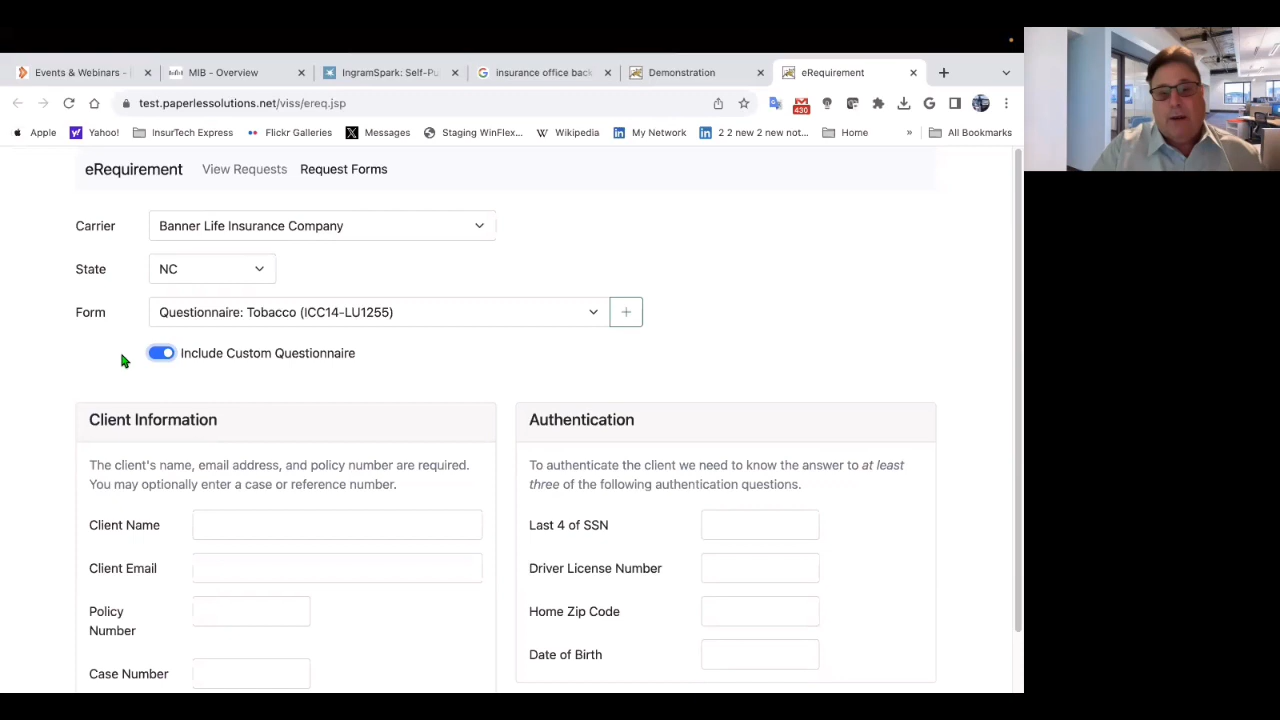 Events & Webinars -
MIB - Overview
IngramSpark: Self-Pu
insurance office back
Demonstration
eRequirement
test.paperlesssolutions.net/viss/ereq.jsp
430
Apple
Yahoo!
InsurTech Express
Flickr Galleries
Messages
Staging WinFlex...
Wikipedia
My Network
2 2 new 2 new not...
Home
»
All Bookmarks
eRequirement View Requests Request Forms
Carrier Banner Life Insurance Company
State NC
Form Questionnaire: Tobacco (ICC14-LU1255) +
Include Custom Questionnaire
Client Information
The client's name, email address, and policy number are required.
You may optionally enter a case or reference number.
Client Name
Client Email
Policy
Number
Case Number
Authentication
To authenticate the client we need to know the answer to at least
three of the following authentication questions.
Last 4 of SSN
Driver License Number
Home Zip Code
Date of Birth